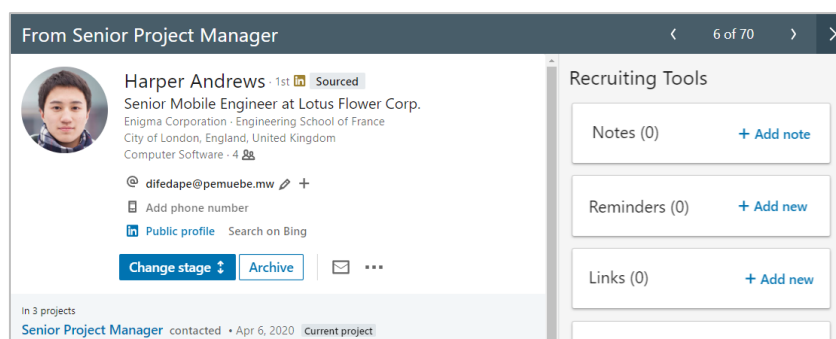 From Senior Project Manager
6 of 70
Harper Andrews · 1st in Sourced
Senior Mobile Engineer at Lotus Flower Corp.
Enigma Corporation · Engineering School of France
City of London, England, United Kingdom
Computer Software · 4
@ difedape@pemuebe.mw +
Add phone number
in Public profile Search on Bing
Change stage Archive
In 3 projects
Senior Project Manager contacted • Apr 6, 2020 Current project
Recruiting Tools
Notes (0) + Add note
Reminders (0) + Add new
Links (0) + Add new